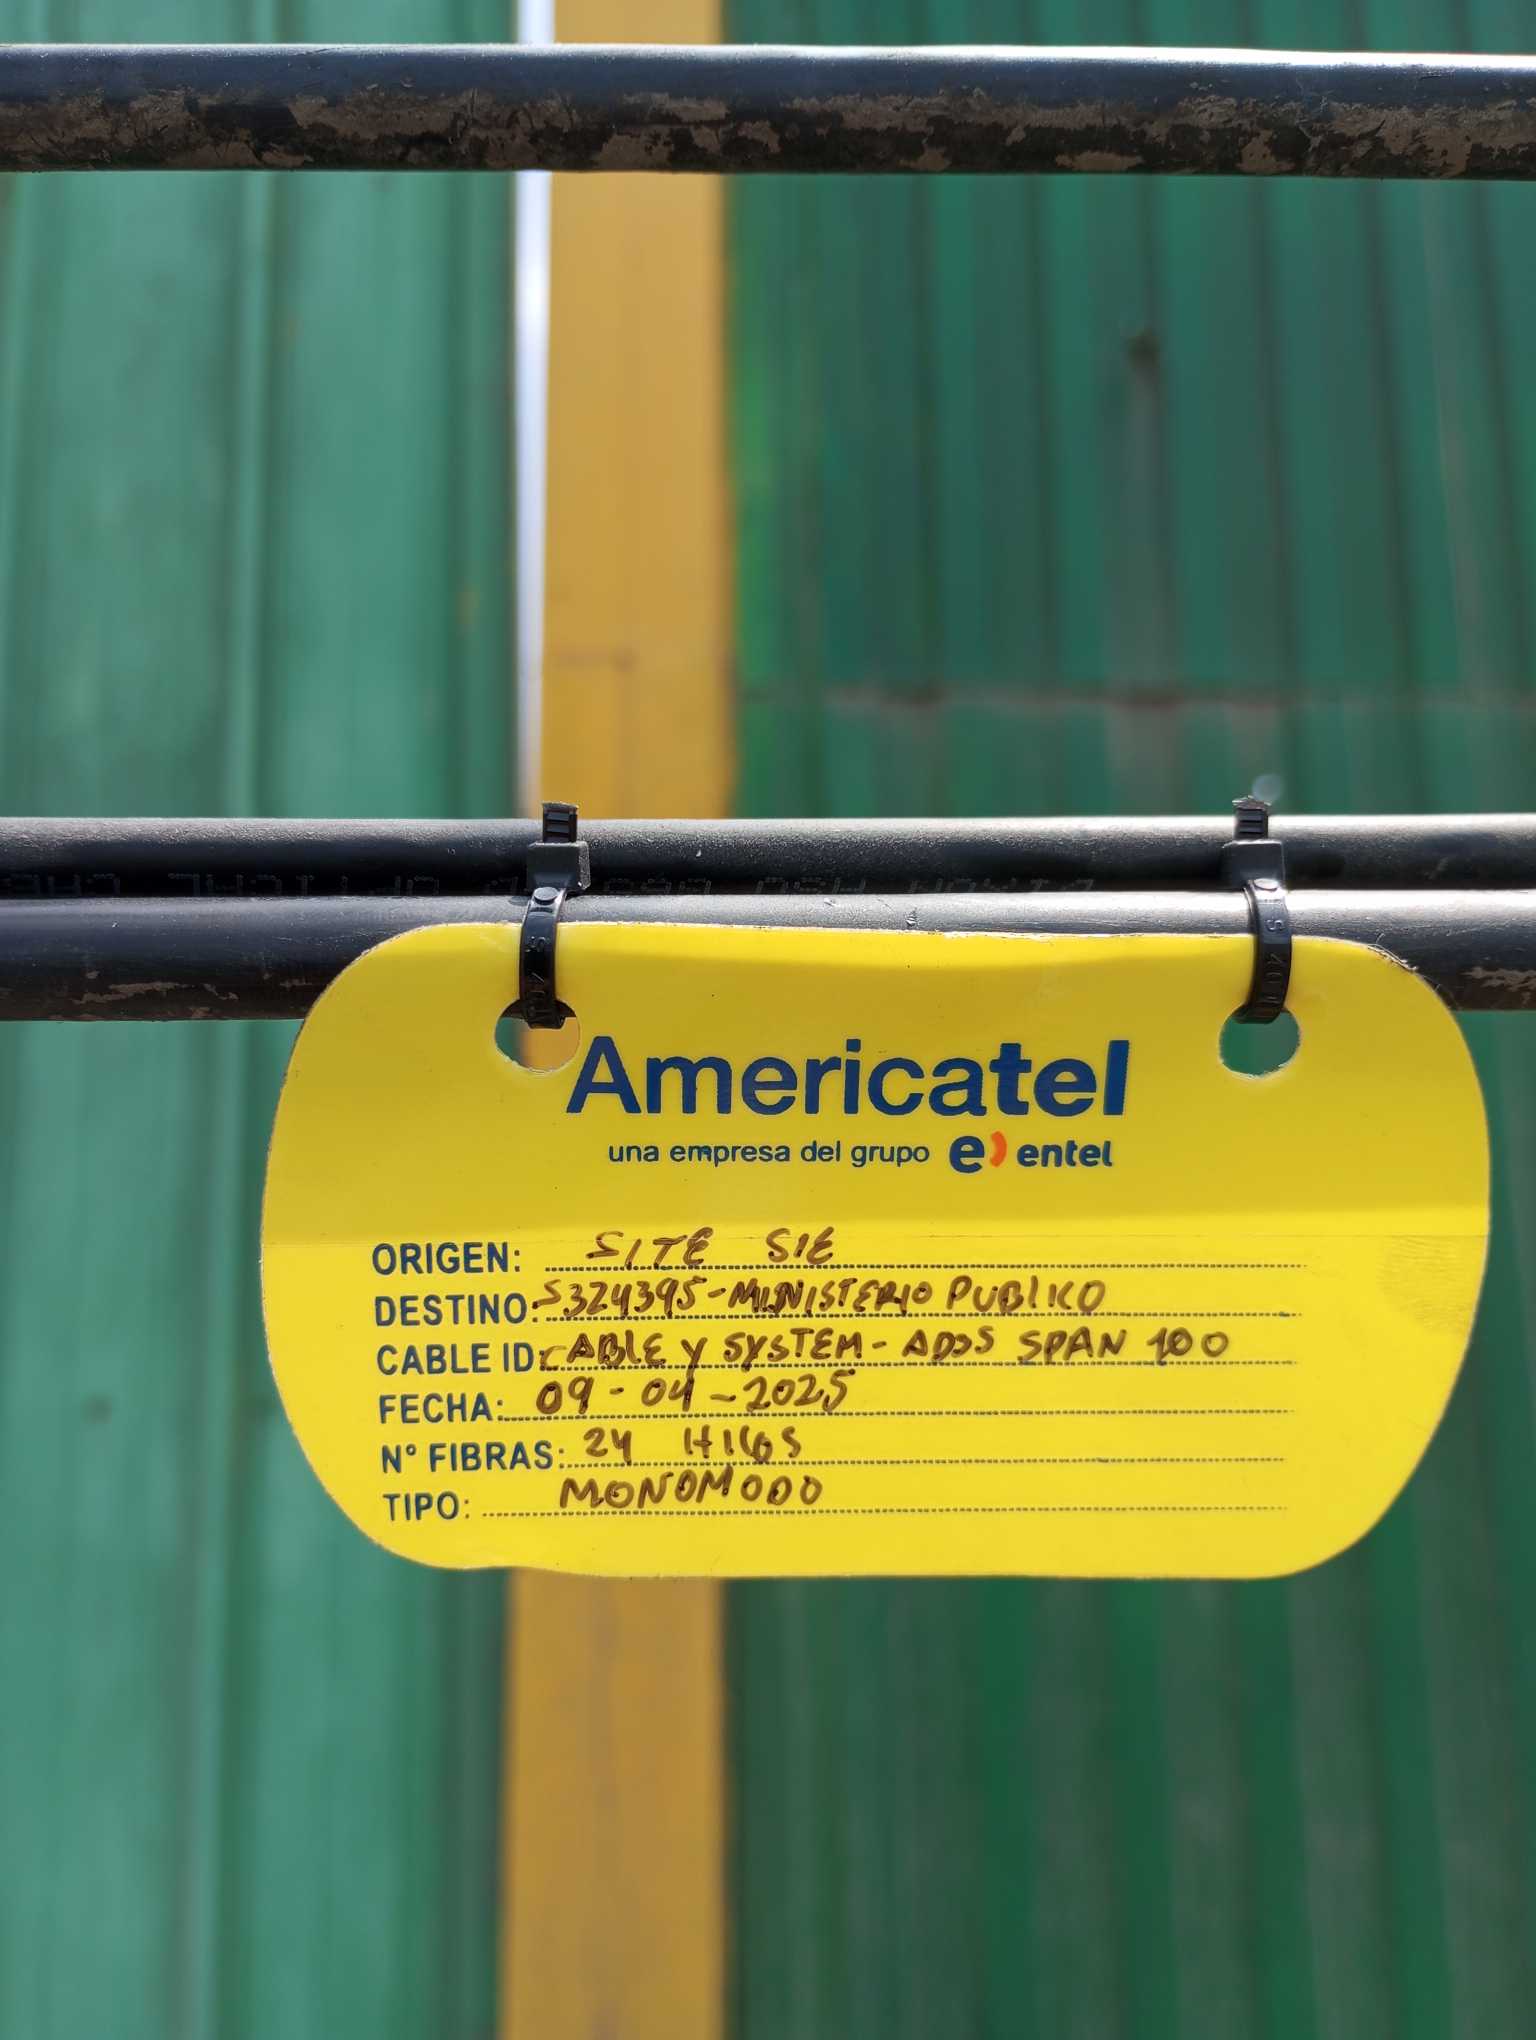 Americatel
una empresa del grupo e) entel
ORIGEN: SITE SIE
DESTINO: S324395-MINISTERIO PUBLICO
CABLE ID: CABLE Y SYSTEM - ADSS SPAN 100
FECHA: 09-04-2025
N° FIBRAS: 24 HILOS
TIPO: MONOMODO